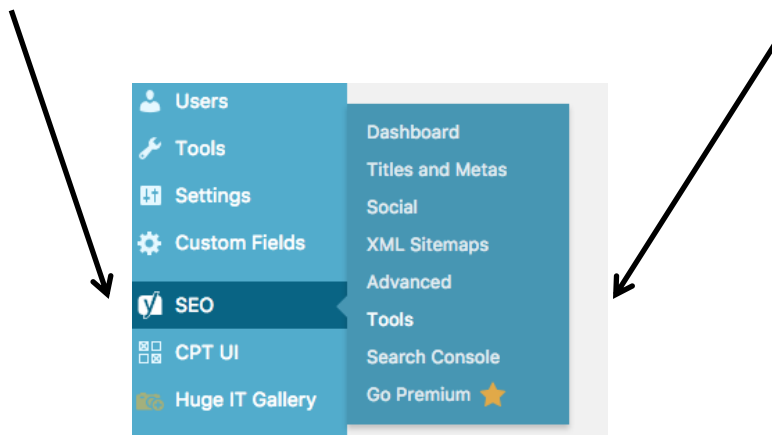 Users
Tools
Settings
Custom Fields
SEO
CPT UI
Huge IT Gallery
Dashboard
Titles and Metas
Social
XML Sitemaps
Advanced
Tools
Search Console
Go Premium